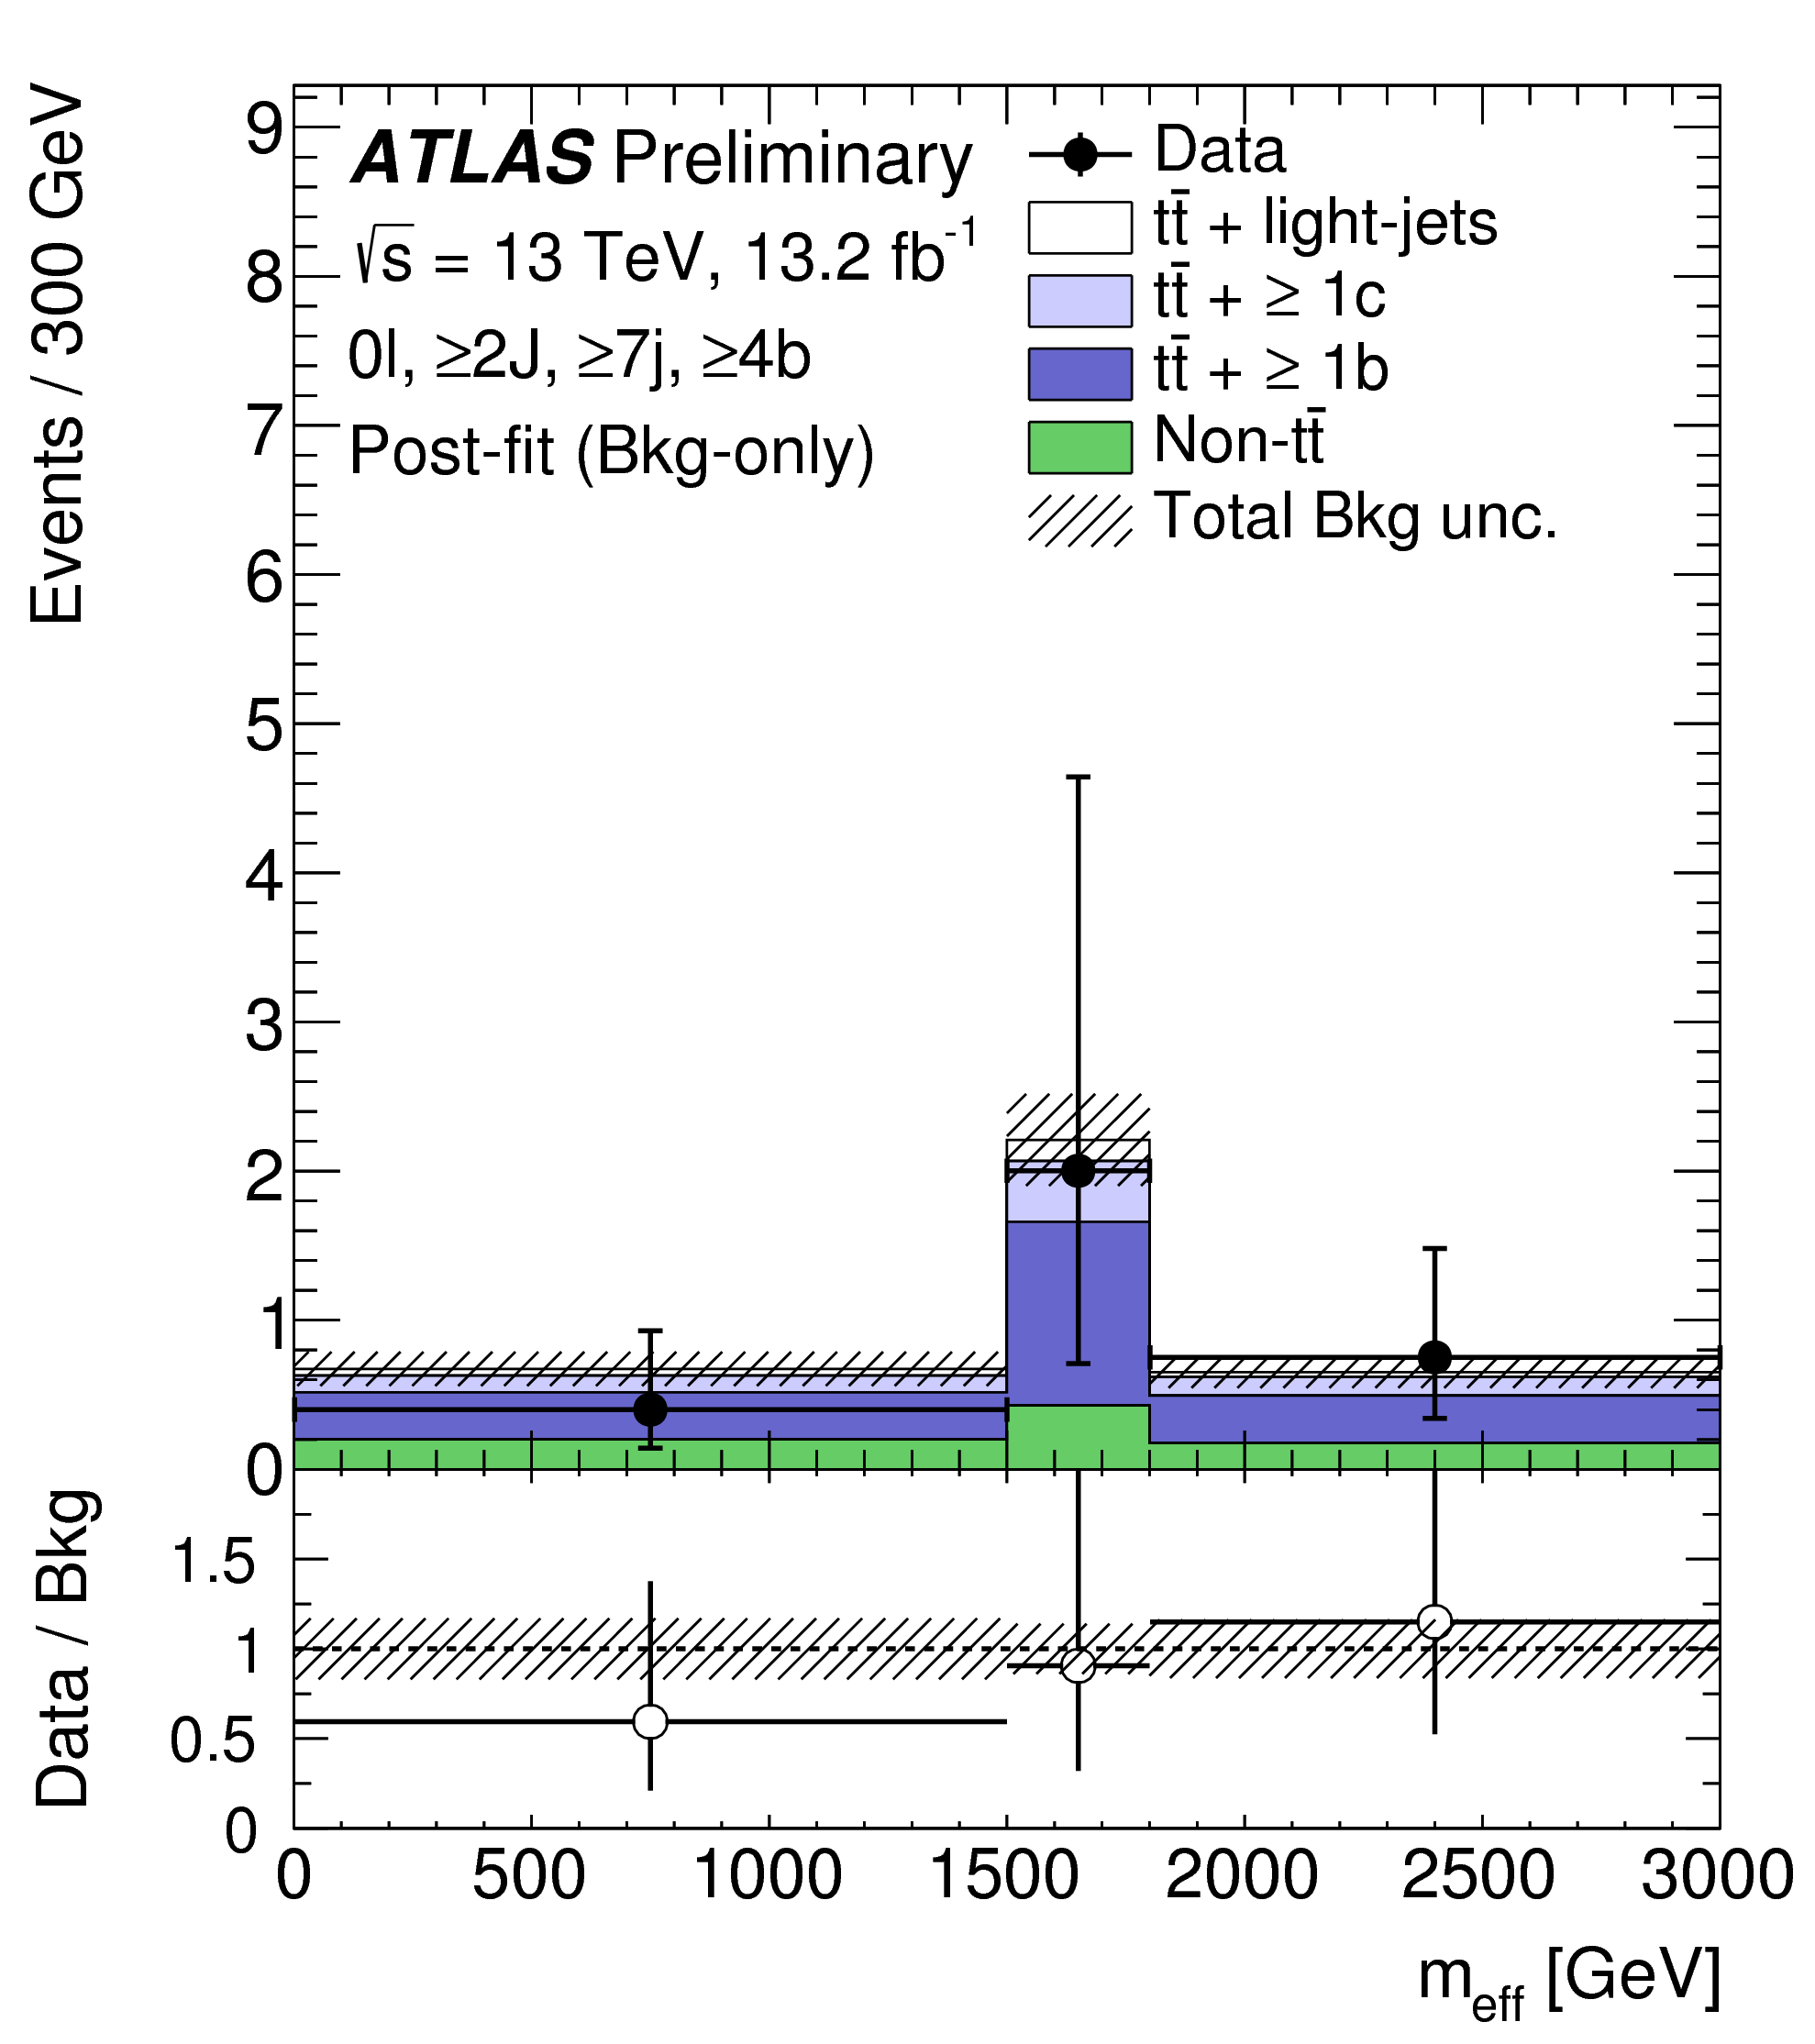 Events / 300 GeV
9
8
7
6
5
4
3
2
1
0
ATLAS Preliminary
√s = 13 TeV, 13.2 fb⁻¹
0l, ≥2J, ≥7j, ≥4b
Post-fit (Bkg-only)
Data
tt̄ + light-jets
tt̄ + ≥ 1c
tt̄ + ≥ 1b
Non-tt̄
Total Bkg unc.
Data / Bkg
1.5
1
0.5
0
0 500 1000 1500 2000 2500 3000
m_eff [GeV]